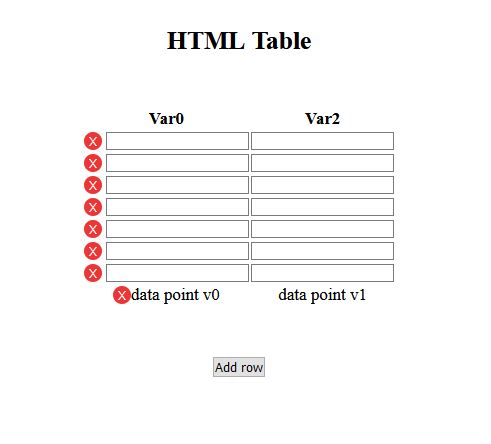 HTML Table
Var0 Var2
X
X
X
X
X
X
X
X data point v0 data point v1
Add row